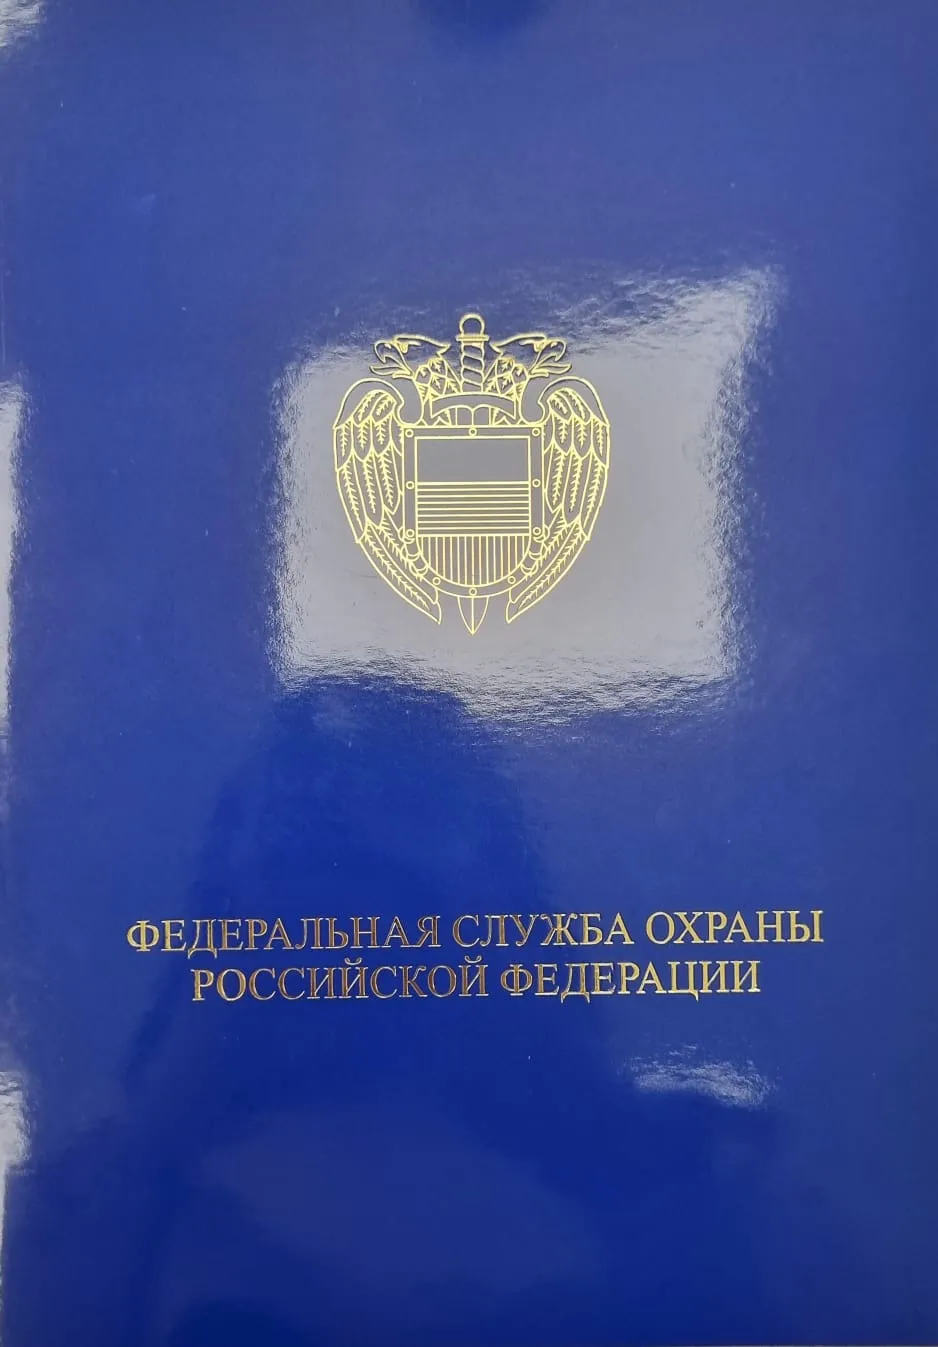 ФЕДЕРАЛЬНАЯ СЛУЖБА ОХРАНЫ
РОССИЙСКОЙ ФЕДЕРАЦИИ